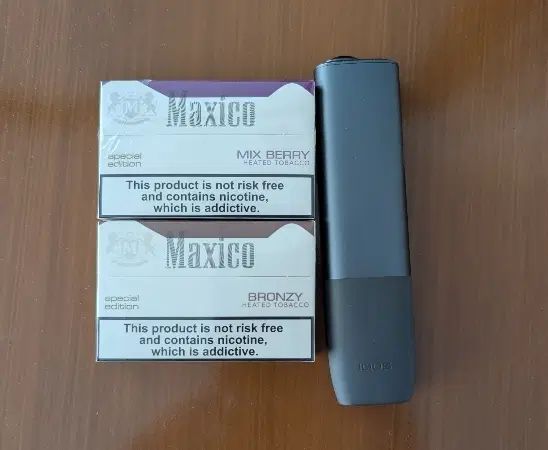 Maxico
special
edition
MIX BERRY
HEATED TOBACCO
This product is not risk free
and contains nicotine,
which is addictive.
Maxico
special
edition
BRONZY
HEATED TOBACCO
This product is not risk free
and contains nicotine,
which is addictive.
IQOS